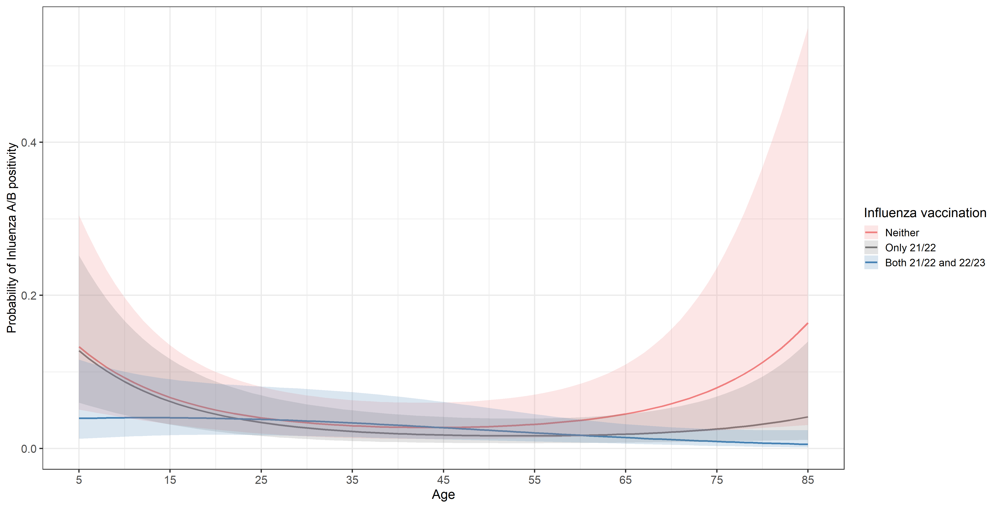 Probability of Inluenza A/B positivity
0.4
0.2
0.0
5 15 25 35 45 55 65 75 85
Age
Influenza vaccination
Neither
Only 21/22
Both 21/22 and 22/23